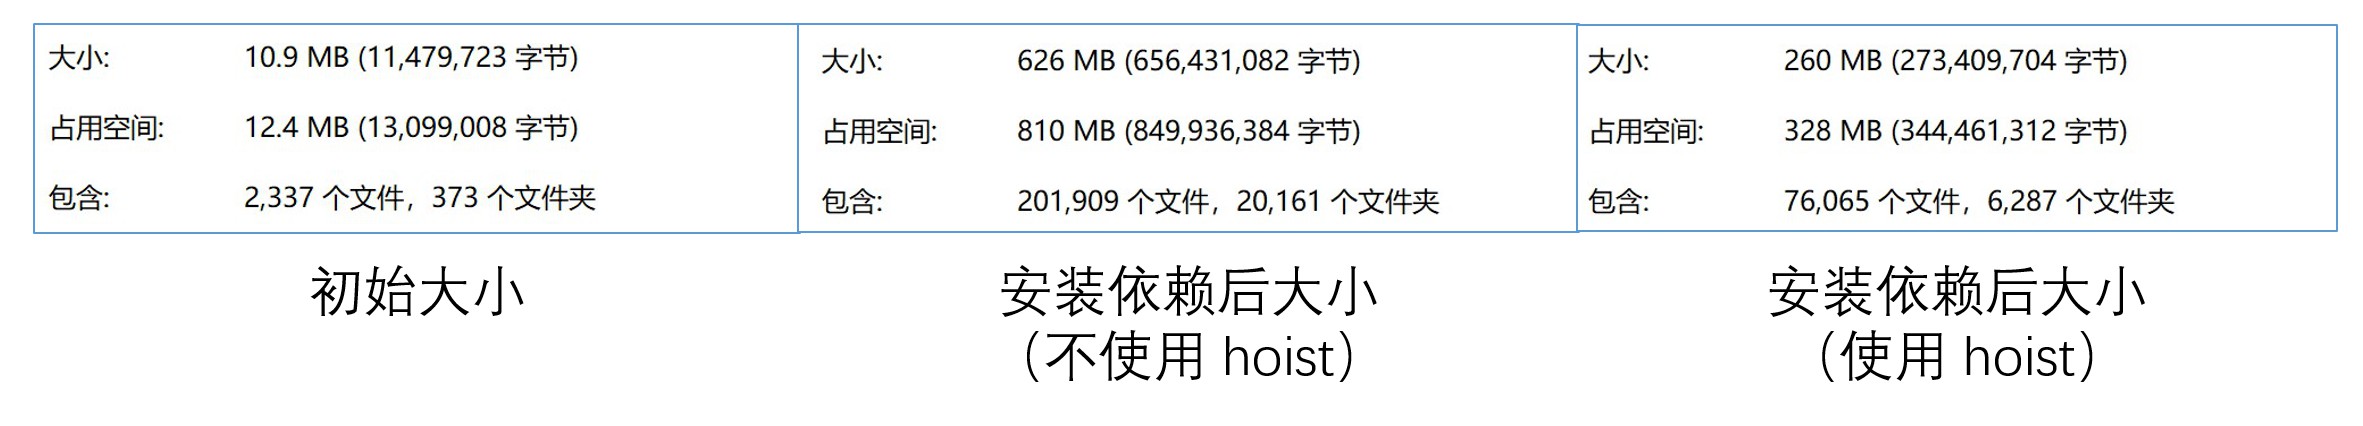 大小: 10.9 MB (11,479,723 字节)
占用空间: 12.4 MB (13,099,008 字节)
包含: 2,337 个文件，373 个文件夹
初始大小
大小: 626 MB (656,431,082 字节)
占用空间: 810 MB (849,936,384 字节)
包含: 201,909 个文件，20,161 个文件夹
安装依赖后大小
（不使用 hoist）
大小: 260 MB (273,409,704 字节)
占用空间: 328 MB (344,461,312 字节)
包含: 76,065 个文件，6,287 个文件夹
安装依赖后大小
（使用 hoist）